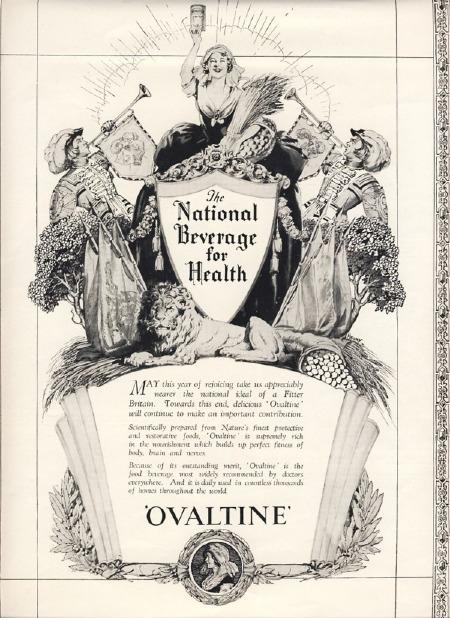 The
National
Beverage
for
Health
MAY this year of rejoicing take us appreciably
nearer the national ideal of a Fitter
Britain. Towards this end, delicious 'Ovaltine'
will continue to make an important contribution.
Scientifically prepared from Nature's finest protective
and restorative foods, 'Ovaltine' is supremely rich
in the nourishment which builds up perfect fitness of
body, brain and nerves.
Because of its outstanding merit, 'Ovaltine' is the
food beverage most widely recommended by doctors
everywhere. And it is daily used in countless thousands
of homes throughout the world.
'OVALTINE'